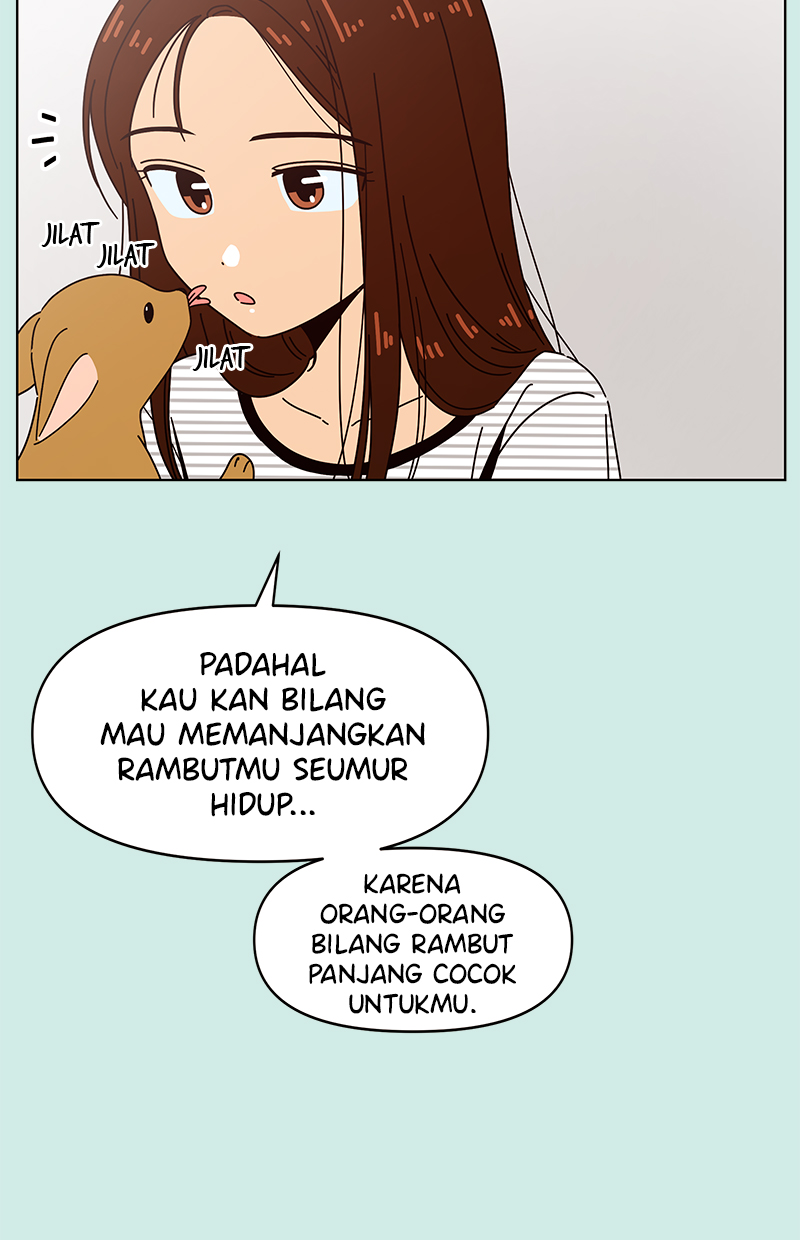 JILAT
JILAT
JILAT
PADAHAL
KAU KAN BILANG
MAU MEMANJANGKAN
RAMBUTMU SEUMUR
HIDUP...
KARENA
ORANG-ORANG
BILANG RAMBUT
PANJANG COCOK
UNTUKMU.